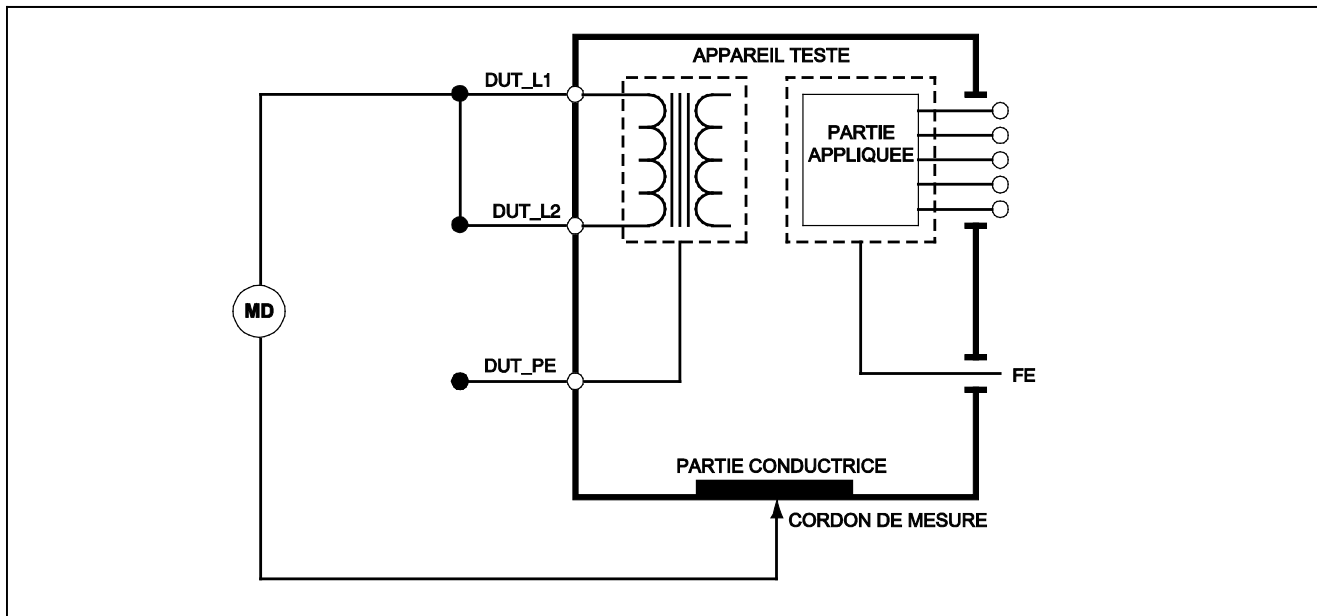 APPAREIL TESTE
DUT_L1
PARTIE
APPLIQUEE
DUT_L2
MD
DUT_PE
FE
PARTIE CONDUCTRICE
CORDON DE MESURE